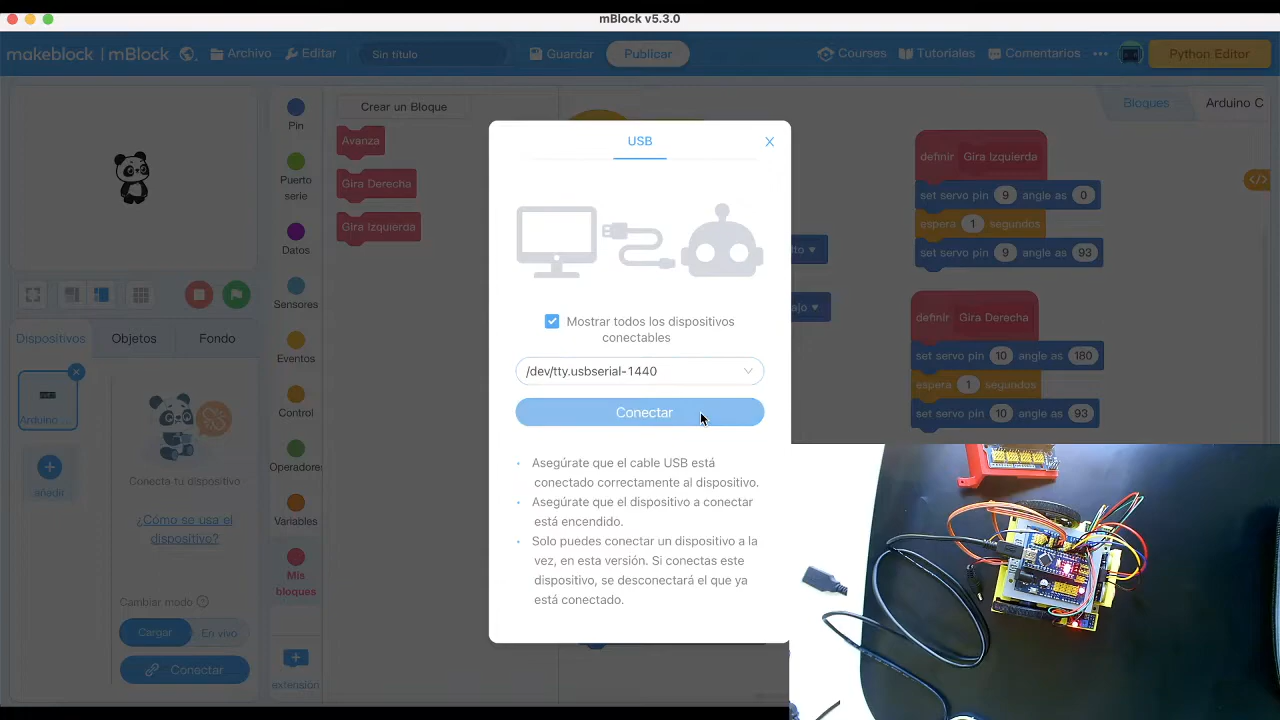 mBlock v5.3.0
makeblock | mBlock
Archivo
Editar
Sin título
Guardar
Publicar
Courses
Tutoriales
Comentarios
Python Editor
Pin
Puerto
serie
Datos
Sensores
Eventos
Control
Operadore
Variables
Mis
bloques
extensión
Crear un Bloque
Avanza
Gira Derecha
Gira Izquierda
Bloques
Arduino C
definir Gira Izquierda
set servo pin 9 angle as 0
espera 1 segundos
set servo pin 9 angle as 93
definir Gira Derecha
set servo pin 10 angle as 180
espera 1 segundos
set servo pin 10 angle as 93
lto
ajo
Dispositivos
Objetos
Fondo
Arduino ...
añadir
Conecta tu dispositivo
¿Cómo se usa el
dispositivo?
Cambiar modo
Cargar
En vivo
Conectar
USB
Mostrar todos los dispositivos
conectables
/dev/tty.usbserial-1440
Conectar
Asegúrate que el cable USB está
conectado correctamente al dispositivo.
Asegúrate que el dispositivo a conectar
está encendido.
Solo puedes conectar un dispositivo a la
vez, en esta versión. Si conectas este
dispositivo, se desconectará el que ya
está conectado.